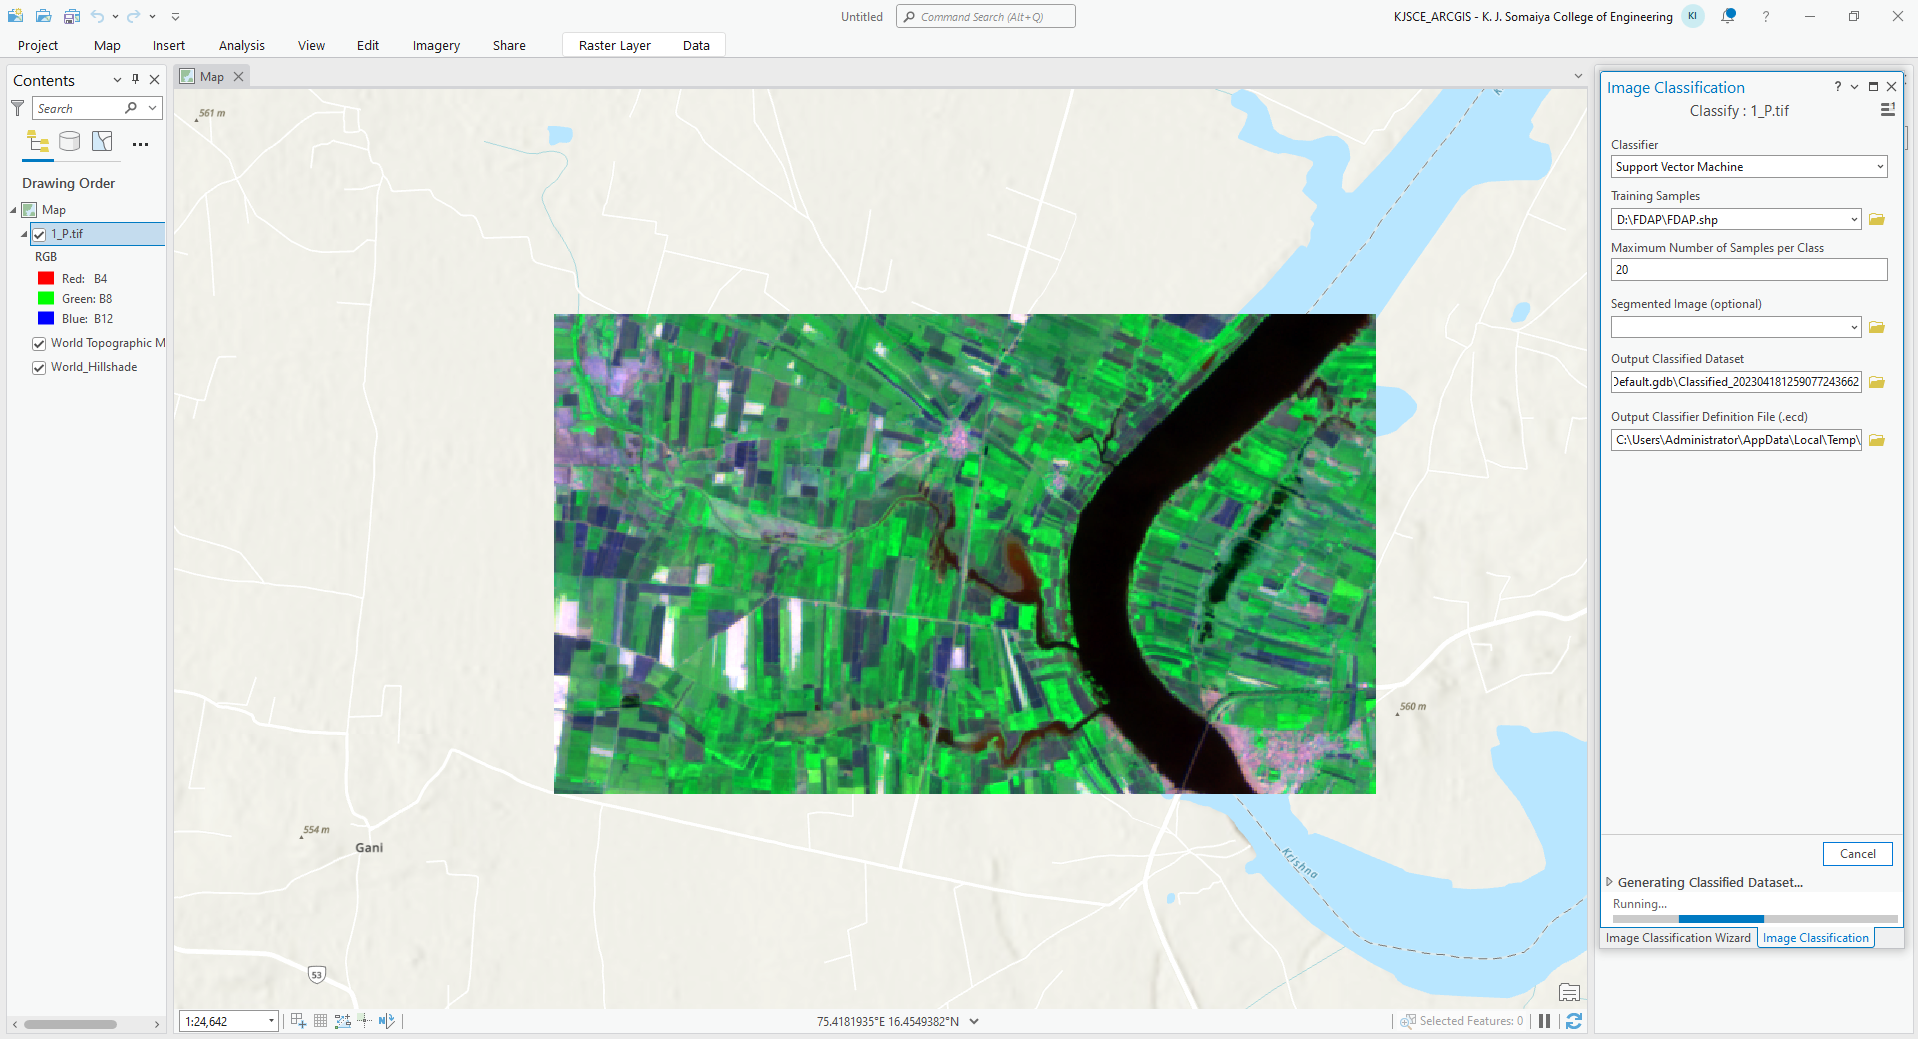 Untitled
Command Search (Alt+Q)
KJSCE_ARCGIS - K. J. Somaiya College of Engineering
KI
?
Project
Map
Insert
Analysis
View
Edit
Imagery
Share
Raster Layer
Data
Contents
Search
Drawing Order
Map
1_P.tif
RGB
Red: B4
Green: B8
Blue: B12
World Topographic M
World_Hillshade
Map
561 m
560 m
554 m
Gani
53
Krishna
1:24,642
75.4181935°E 16.4549382°N
Selected Features: 0
Image Classification
?
Classify : 1_P.tif
Classifier
Support Vector Machine
Training Samples
D:\FDAP\FDAP.shp
Maximum Number of Samples per Class
20
Segmented Image (optional)
Output Classified Dataset
Default.gdb\Classified_202304181259077243662
Output Classifier Definition File (.ecd)
C:\Users\Administrator\AppData\Local\Temp\
Cancel
Generating Classified Dataset...
Running...
Image Classification Wizard
Image Classification